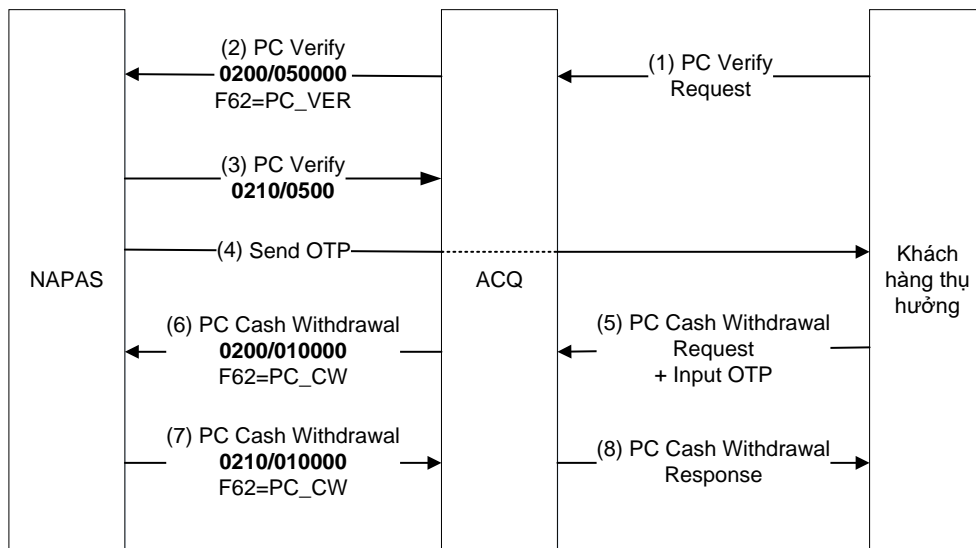 (2) PC Verify
0200/050000
F62=PC_VER
(1) PC Verify
Request
(3) PC Verify
0210/0500
(4) Send OTP
NAPAS
ACQ
Khách
hàng thụ
hưởng
(6) PC Cash Withdrawal
0200/010000
F62=PC_CW
(5) PC Cash Withdrawal
Request
+ Input OTP
(7) PC Cash Withdrawal
0210/010000
F62=PC_CW
(8) PC Cash Withdrawal
Response